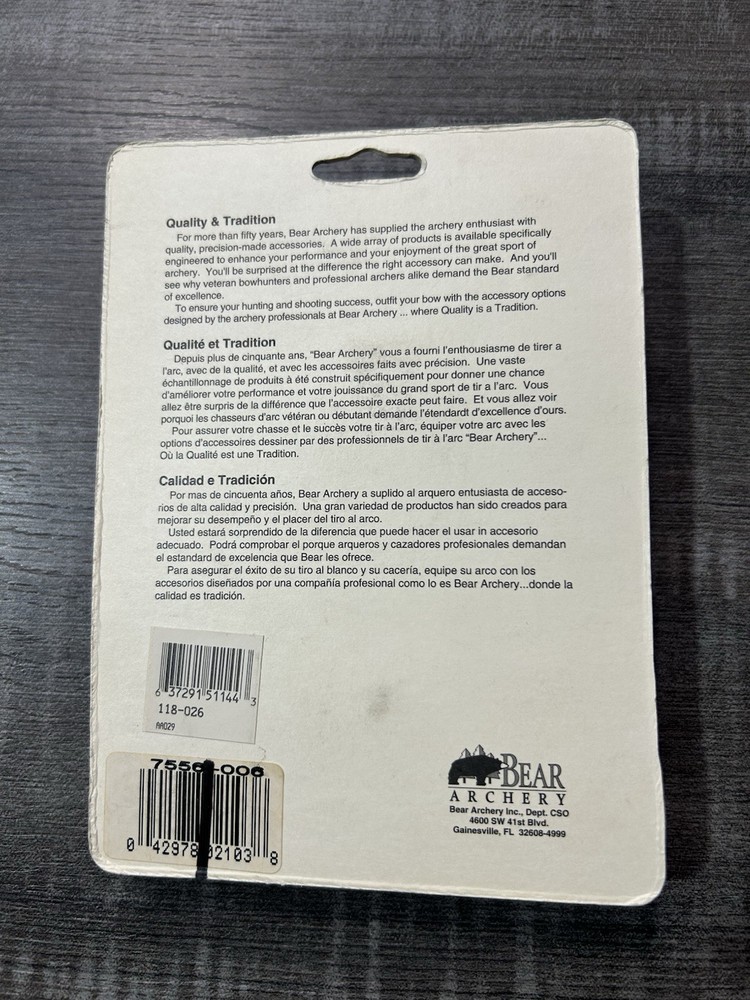 Quality & Tradition
For more than fifty years, Bear Archery has supplied the archery enthusiast with
quality, precision-made accessories. A wide array of products is available specifically
engineered to enhance your performance and your enjoyment of the great sport of
archery. You'll be surprised at the difference the right accessory can make. And you'll
see why veteran bowhunters and professional archers alike demand the Bear standard
of excellence.
To ensure your hunting and shooting success, outfit your bow with the accessory options
designed by the archery professionals at Bear Archery ... where Quality is a Tradition.
Qualité et Tradition
Depuis plus de cinquante ans, "Bear Archery" vous a fourni l'enthousiasme de tirer a
l'arc, avec de la qualité, et avec les accessoires faits avec précision. Une vaste
échantillonnage de produits à été construit spécifiquement pour donner une chance
d'améliorer votre performance et votre jouissance du grand sport de tir a l'arc. Vous
allez être surpris de la différence que l'accessoire exacte peut faire. Et vous allez voir
porquoi les chasseurs d'arc vétéran ou débutant demande l'étendardt d'excellence d'ours.
Pour assurer votre chasse et le succès votre tir à l'arc, équiper votre arc avec les
options d'accessoires dessiner par des professionnels de tir à l'arc "Bear Archery"...
Où la Qualité est une Tradition.
Calidad e Tradición
Por mas de cincuenta años, Bear Archery a suplido al arquero entusiasta de acceso-
rios de alta calidad y precisión. Una gran variedad de productos han sido creados para
mejorar su desempeño y el placer del tiro al arco.
Usted estará sorprendido de la diferencia que puede hacer el usar in accesorio
adecuado. Podrá comprobar el porque arqueros y cazadores profesionales demandan
el estandard de excelencia que Bear les ofrece.
Para asegurar el éxito de su tiro al blanco y su cacería, equipe su arco con los
accesorios diseñados por una compañía profesional como lo es Bear Archery...donde la
calidad es tradición.
6 37291 51144 3
118-026
AA029
7556 -006
0 42978 02103 8
BEAR
ARCHERY
Bear Archery Inc., Dept. CSO
4600 SW 41st Blvd.
Gainesville, FL 32608-4999